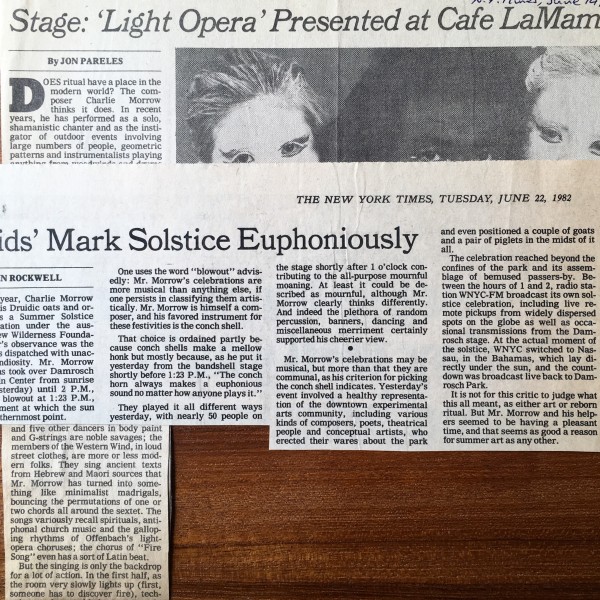 N.Y. Times, June 14,
Stage: 'Light Opera' Presented at Cafe LaMam
By JON PARELES
DOES ritual have a place in the
modern world? The com-
poser Charlie Morrow
thinks it does. In recent
years, he has performed as a solo,
shamanistic chanter and as the insti-
gator of outdoor events involving
large numbers of people, geometric
patterns and instrumentalists playing
THE NEW YORK TIMES, TUESDAY, JUNE 22, 1982
ids' Mark Solstice Euphoniously
N ROCKWELL
year, Charlie Morrow
is Druidic oats and or-
s a Summer Solstice
ation under the aus-
ew Wilderness Founda-
r's observance was the
s dispatched with unac-
ndiosity. Mr. Morrow
s took over Damrosch
n Center from sunrise
sterday) until 2 P.M.,
blowout at 1:23 P.M.,
ment at which the sun
thermost point.
One uses the word "blowout" advis-
edly: Mr. Morrow's celebrations are
more musical than anything else, if
one persists in classifying them artis-
tically. Mr. Morrow is himself a com-
poser, and his favored instrument for
these festivities is the conch shell.
That choice is ordained partly be-
cause conch shells make a mellow
honk but mostly because, as he put it
yesterday from the bandshell stage
shortly before 1:23 P.M., "The conch
horn always makes a euphonious
sound no matter how anyone plays it."
They played it all different ways
yesterday, with nearly 50 people on
the stage shortly after 1 o'clock con-
tributing to the all-purpose mournful
moaning. At least it could be de-
scribed as mournful, although Mr.
Morrow clearly thinks differently.
And indeed the plethora of random
percussion, banners, dancing and
miscellaneous merriment certainly
supported his cheerier view.
•
Mr. Morrow's celebrations may be
musical, but more than that they are
communal, as his criterion for picking
the conch shell indicates. Yesterday's
event involved a healthy representa-
tion of the downtown experimental
arts community, including various
kinds of composers, poets, theatrical
people and conceptual artists, who
erected their wares about the park
and even positioned a couple of goats
and a pair of piglets in the midst of it
all.
The celebration reached beyond the
confines of the park and its assem-
blage of bemused passers-by. Be-
tween the hours of 1 and 2, radio sta-
tion WNYC-FM broadcast its own sol-
stice celebration, including live re-
mote pickups from widely dispersed
spots on the globe as well as occa-
sional transmissions from the Dam-
rosch stage. At the actual moment of
the solstice, WNYC switched to Nas-
sau, in the Bahamas, which lay di-
rectly under the sun, and the count-
down was broadcast live back to Dam-
rosch Park.
It is not for this critic to judge what
this all meant, as either art or reborn
ritual. But Mr. Morrow and his help-
ers seemed to be having a pleasant
time, and that seems as good a reason
for summer art as any other.
and five other dancers in body paint
and G-strings are noble savages; the
members of the Western Wind, in loud
street clothes, are more or less mod-
ern folks. They sing ancient texts
from Hebrew and Maori sources that
Mr. Morrow has turned into some-
thing like minimalist madrigals,
bouncing the permutations of one or
two chords all around the sextet. The
songs variously recall spirituals, anti-
phonal church music and the gallop-
ing rhythms of Offenbach's light-
opera choruses; the chorus of "Fire
Song" even has a sort of Latin beat.
But the singing is only the backdrop
for a lot of action. In the first half, as
the room very slowly lights up (first,
someone has to discover fire), tech-